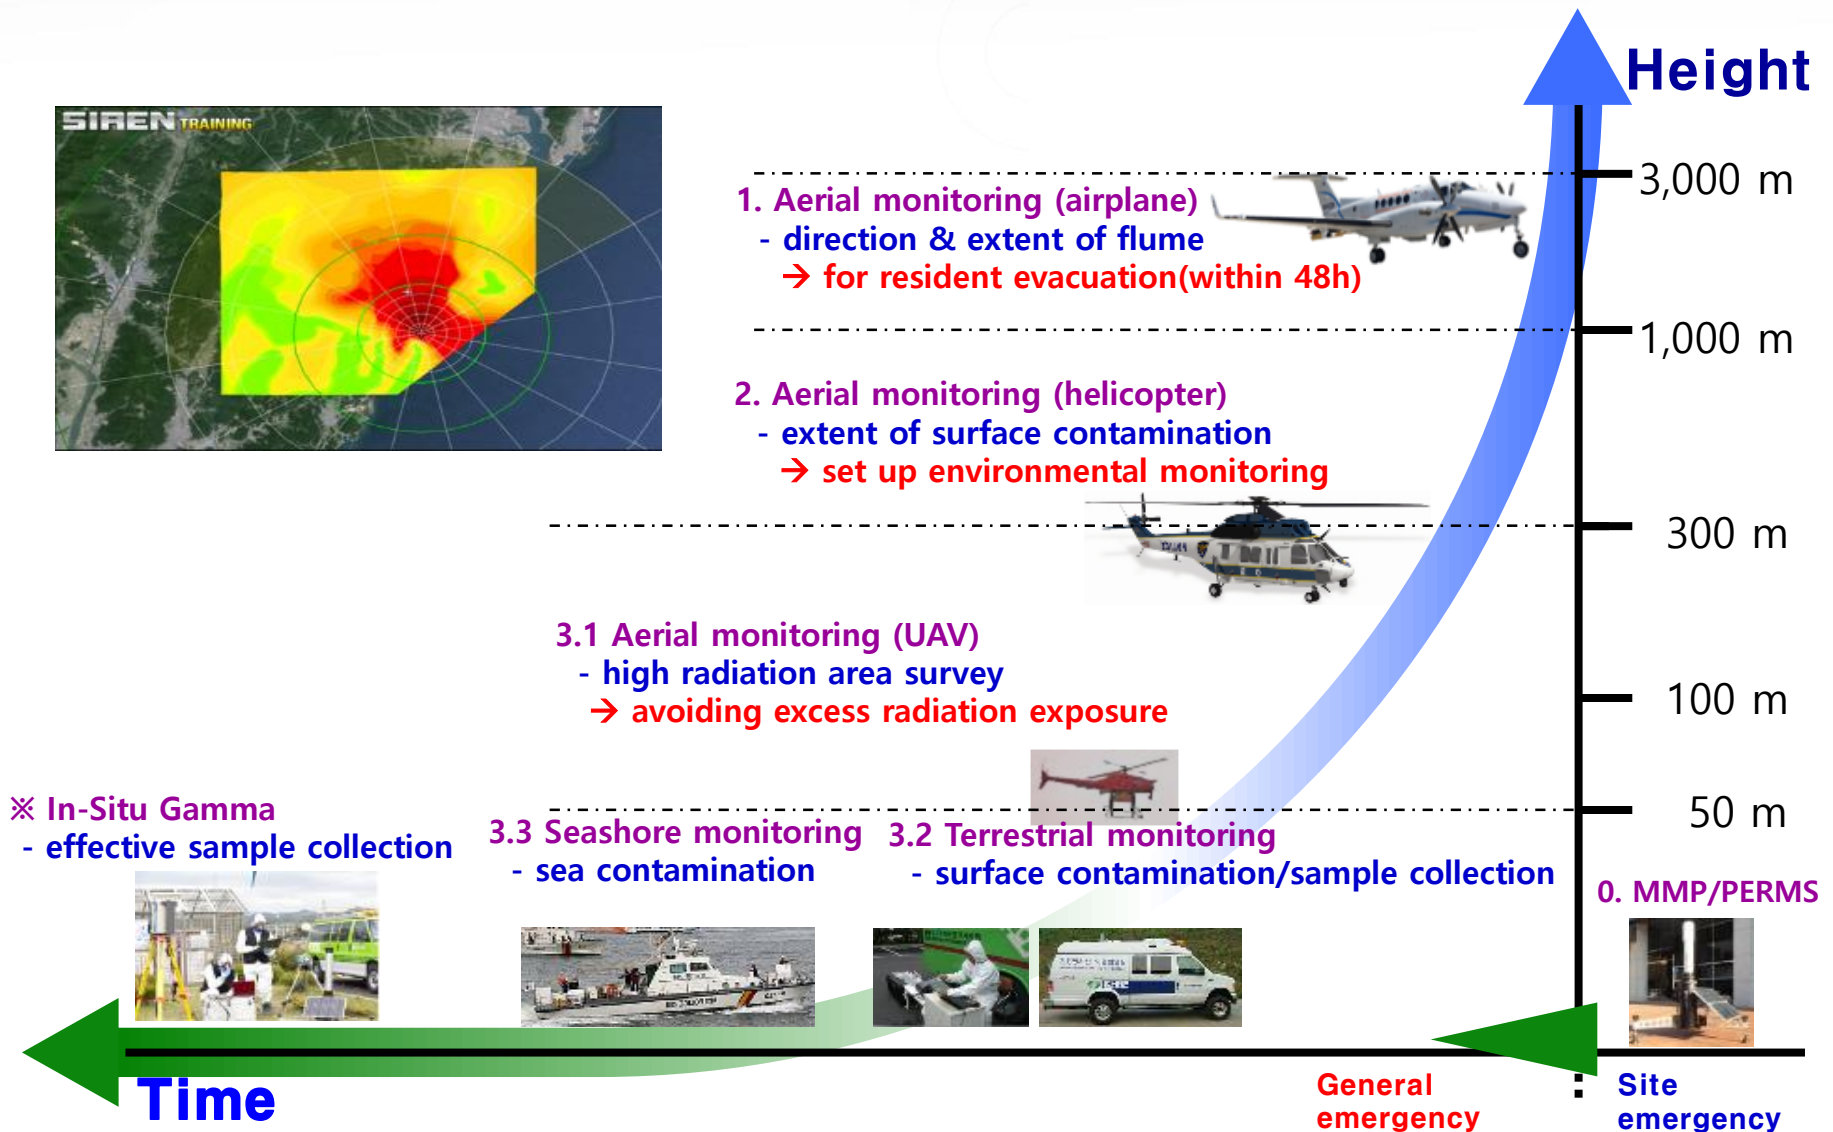 SIREN TRAINING
Height
3,000 m
1. Aerial monitoring (airplane)
- direction & extent of flume
→ for resident evacuation(within 48h)
1,000 m
2. Aerial monitoring (helicopter)
- extent of surface contamination
→ set up environmental monitoring
300 m
3.1 Aerial monitoring (UAV)
- high radiation area survey
→ avoiding excess radiation exposure
100 m
50 m
※ In-Situ Gamma
- effective sample collection
3.3 Seashore monitoring
- sea contamination
3.2 Terrestrial monitoring
- surface contamination/sample collection
0. MMP/PERMS
Time
General
emergency
Site
emergency